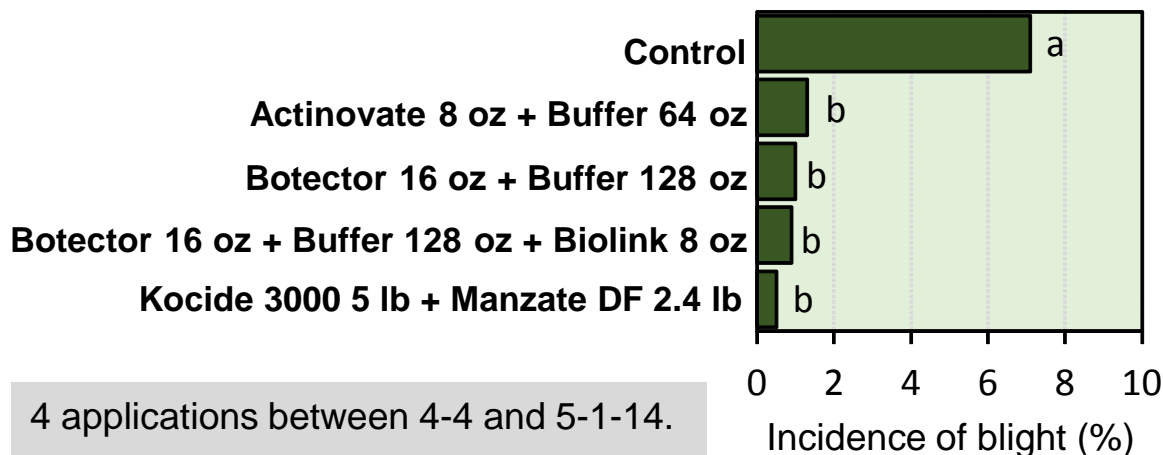 Control
a
Actinovate 8 oz + Buffer 64 oz
b
Botector 16 oz + Buffer 128 oz
b
Botector 16 oz + Buffer 128 oz + Biolink 8 oz
b
Kocide 3000 5 lb + Manzate DF 2.4 lb
b
0 2 4 6 8 10
Incidence of blight (%)
4 applications between 4-4 and 5-1-14.